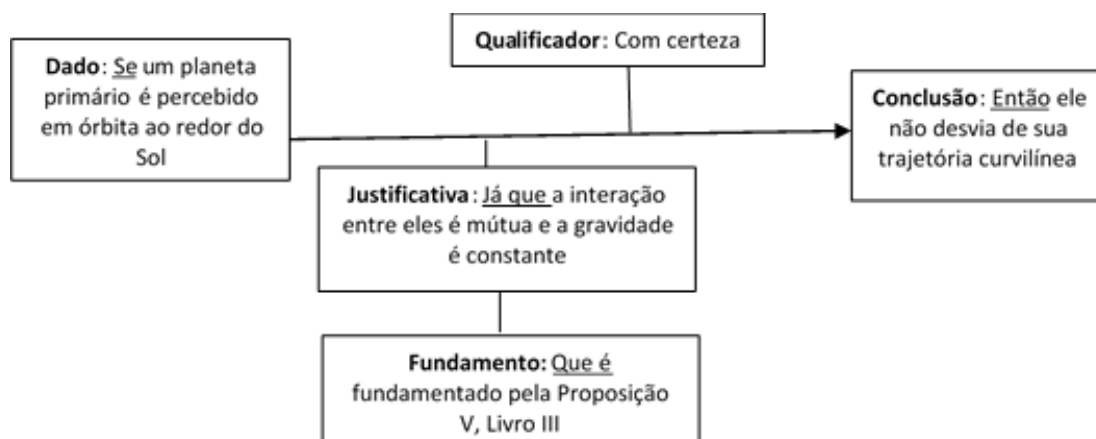 Qualificador: Com certeza
Dado: Se um planeta
primário é percebido
em órbita ao redor do
Sol
Conclusão: Então ele
não desvia de sua
trajetória curvilínea
Justificativa: Já que a interação
entre eles é mútua e a gravidade
é constante
Fundamento: Que é
fundamentado pela Proposição
V, Livro III